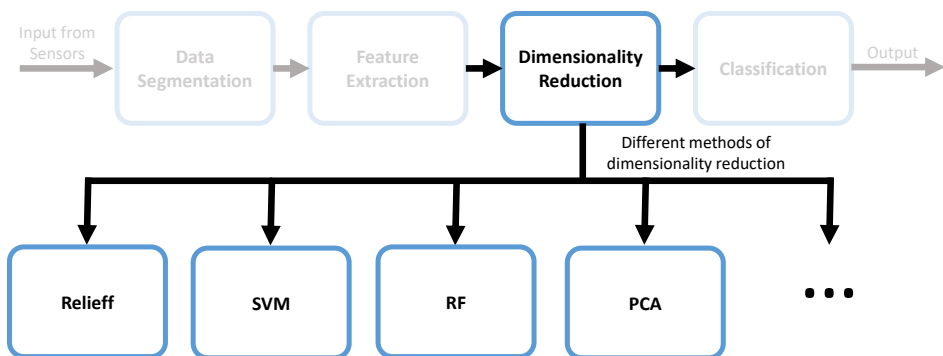 Input from
Sensors
Data
Segmentation
Feature
Extraction
Dimensionality
Reduction
Classification
Output
Different methods of
dimensionality reduction
Relieff
SVM
RF
PCA
...